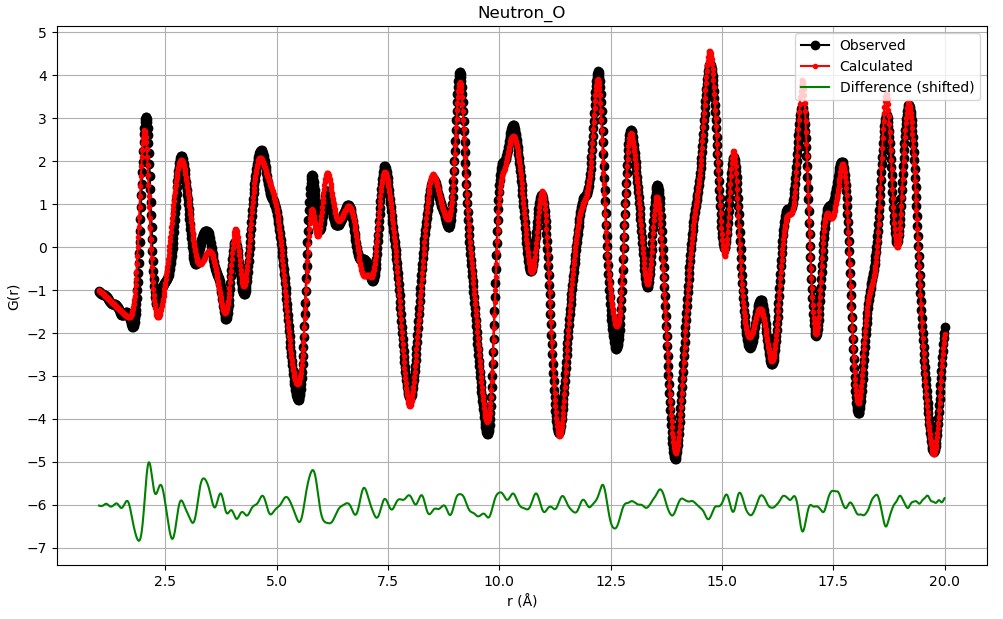 Neutron_O
Observed
Calculated
Difference (shifted)
G(r)
5
4
3
2
1
0
−1
−2
−3
−4
−5
−6
−7
2.5 5.0 7.5 10.0 12.5 15.0 17.5 20.0
r (Å)